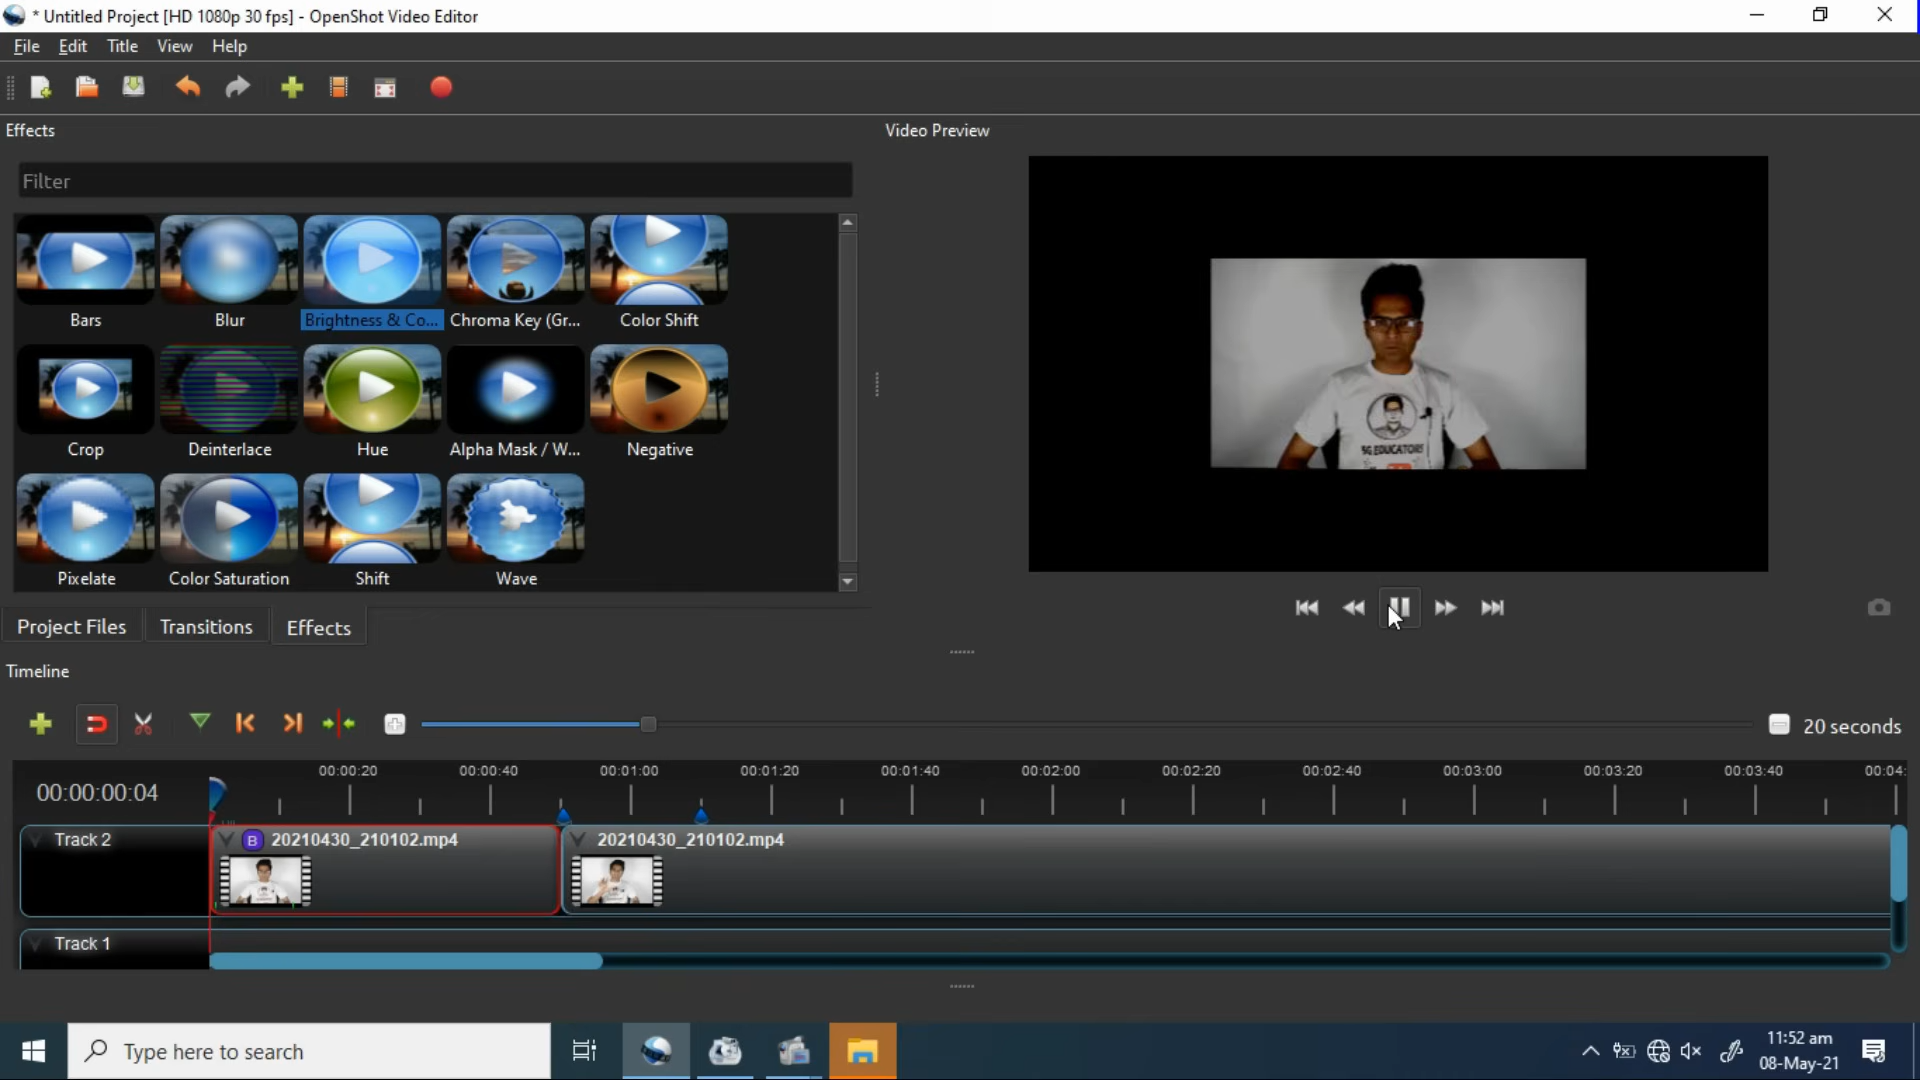 * Untitled Project [HD 1080p 30 fps] - OpenShot Video Editor
File Edit Title View Help
Effects
Video Preview
Filter
Bars Blur Brightness & Co... Chroma Key (Gr... Color Shift
Crop Deinterlace Hue Alpha Mask / W... Negative
Pixelate Color Saturation Shift Wave
SG EDUCATORS
Project Files Transitions Effects
Timeline
20 seconds
00:00:00:04
00:00:20 00:00:40 00:01:00 00:01:20 00:01:40 00:02:00 00:02:20 00:02:40 00:03:00 00:03:20 00:03:40 00:04:
Track 2
B 20210430_210102.mp4
20210430_210102.mp4
Track 1
Type here to search
11:52 am
08-May-21